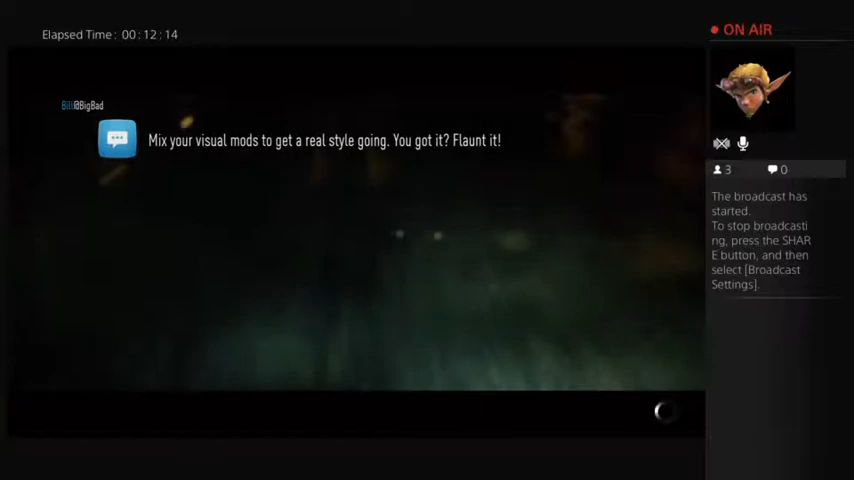 Elapsed Time: 00:12:14
ON AIR
Bill@BigBad
Mix your visual mods to get a real style going. You got it? Flaunt it!
3 0
The broadcast has
started.
To stop broadcasti
ng, press the SHAR
E button, and then
select [Broadcast
Settings].